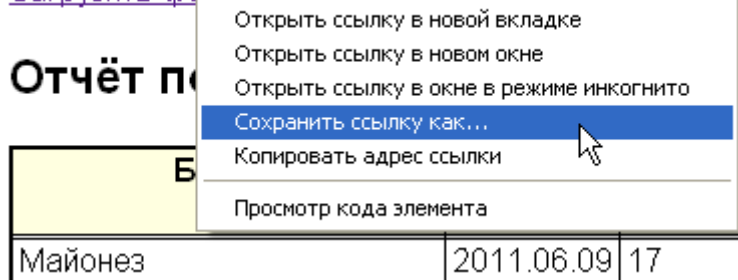 Открыть ссылку в новой вкладке
Открыть ссылку в новом окне
Отчёт
Открыть ссылку в окне в режиме инкогнито
Сохранить ссылку как...
Копировать адрес ссылки
Просмотр кода элемента
Майонез 2011.06.09 17